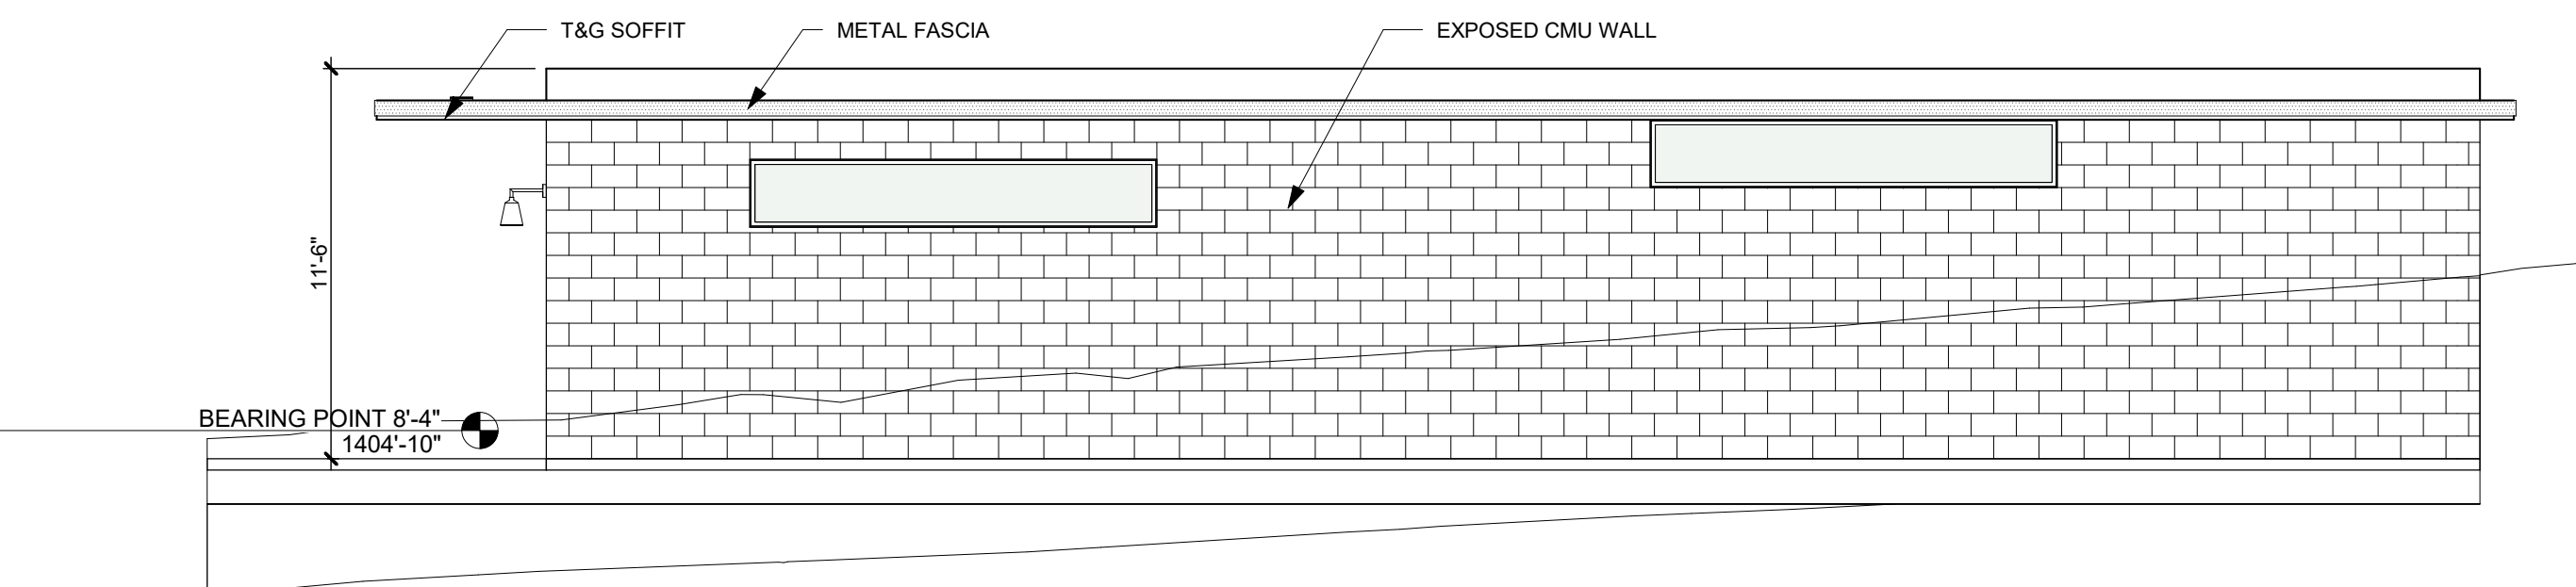 T&G SOFFIT
METAL FASCIA
EXPOSED CMU WALL
11'-6"
BEARING POINT 8'-4"
1404'-10"